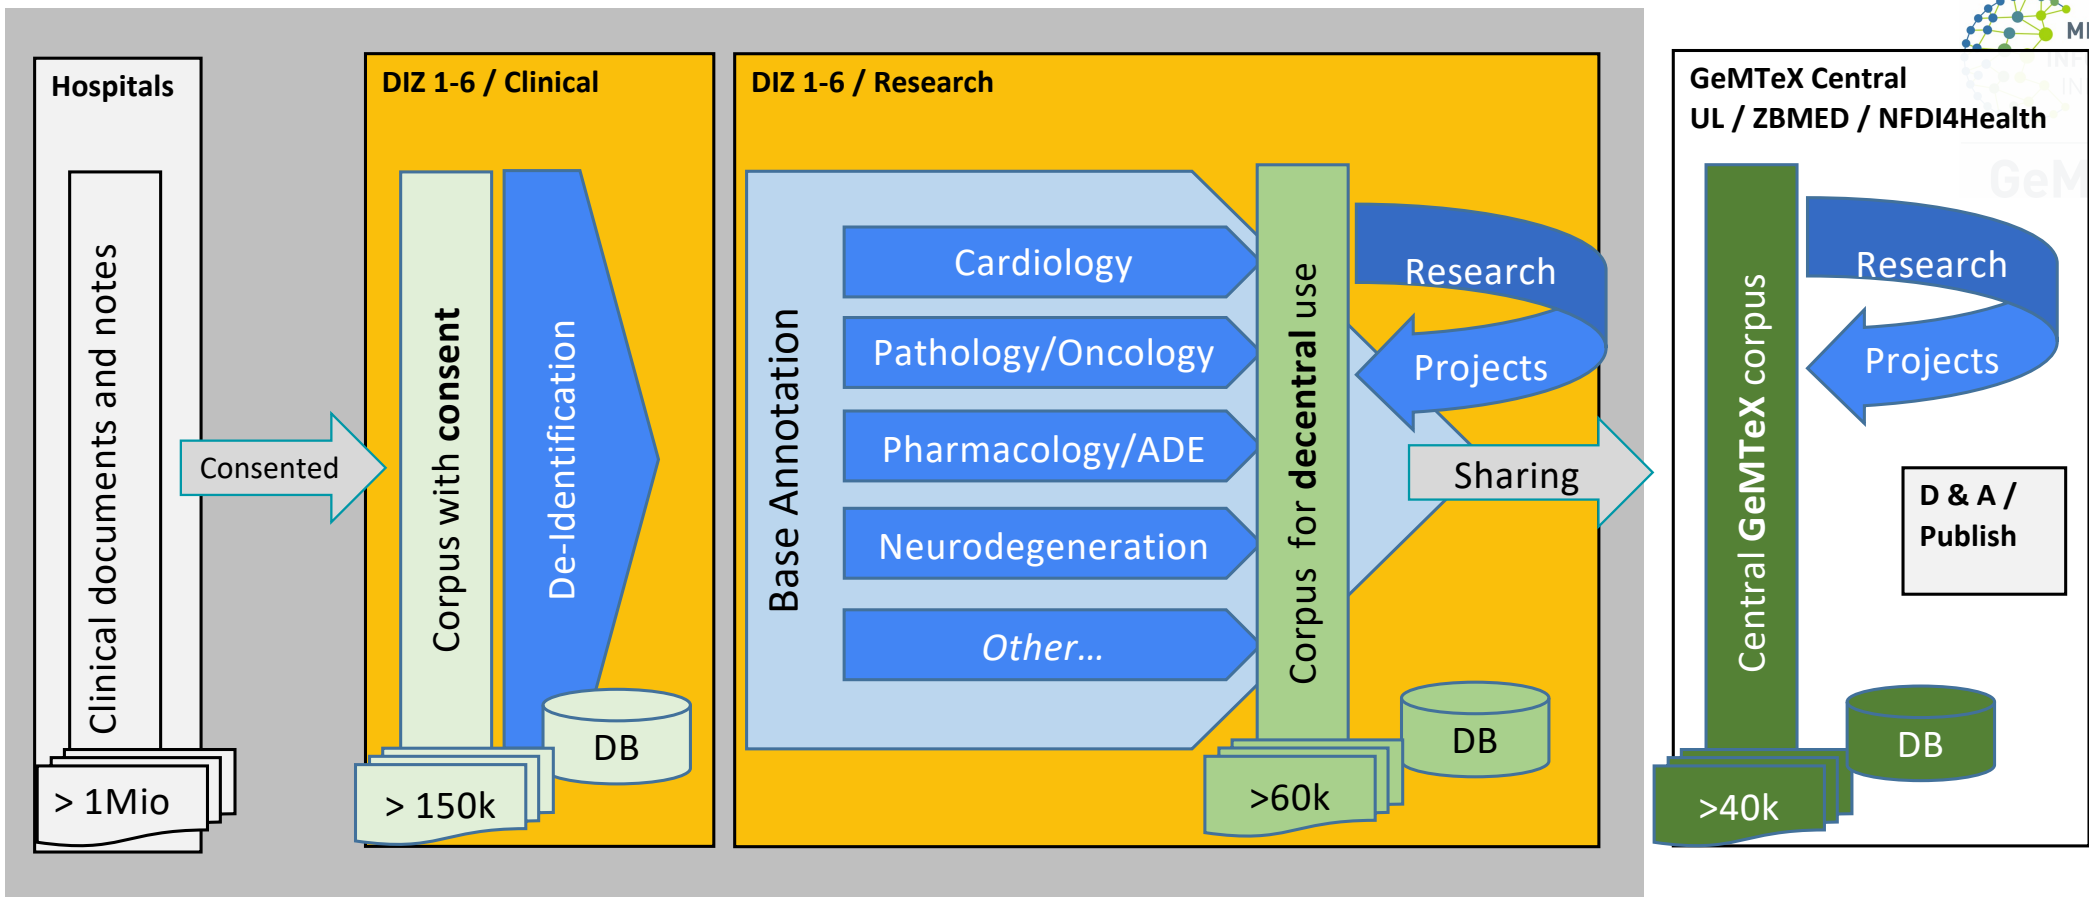 Hospitals
Clinical documents and notes
> 1Mio
Consented
DIZ 1-6 / Clinical
Corpus with consent
De-Identification
DB
> 150k
DIZ 1-6 / Research
Base Annotation
Cardiology
Pathology/Oncology
Pharmacology/ADE
Neurodegeneration
Other...
Corpus for decentral use
Research
Projects
Sharing
DB
>60k
GeMTeX Central
UL / ZBMED / NFDI4Health
Central GeMTeX corpus
Research
Projects
D & A /
Publish
DB
>40k
GeM